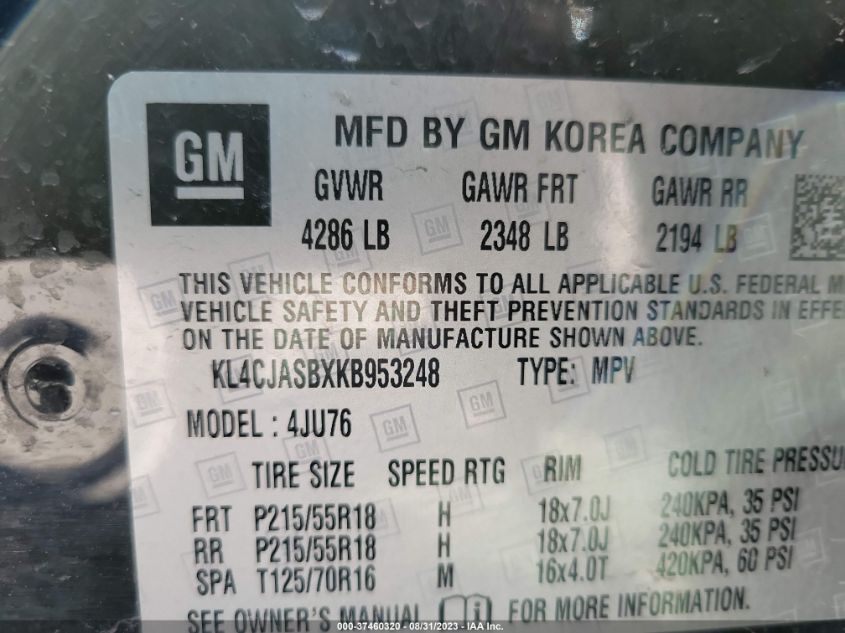 GM
MFD BY GM KOREA COMPANY
GVWR GAWR FRT GAWR RR
4286 LB 2348 LB 2194 LB
THIS VEHICLE CONFORMS TO ALL APPLICABLE U.S. FEDERAL M
VEHICLE SAFETY AND THEFT PREVENTION STANDARDS IN EFFE
ON THE DATE OF MANUFACTURE SHOWN ABOVE.
KL4CJASBXKB953248 TYPE: MPV
MODEL : 4JU76
TIRE SIZE SPEED RTG RIM COLD TIRE PRESSU
FRT P215/55R18 H 18x7.0J 240KPA, 35 PSI
RR P215/55R18 H 18x7.0J 240KPA, 35 PSI
SPA T125/70R16 M 16x4.0T 420KPA, 60 PSI
SEE OWNER'S MANUAL FOR MORE INFORMATION.
000-37460320 - 08/31/2023 - IAA Inc.